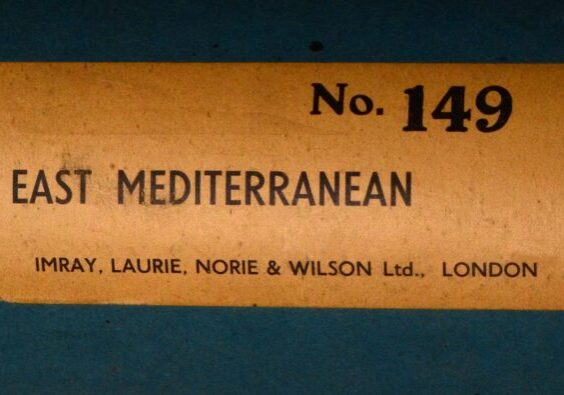 No. 149
EAST MEDITERRANEAN
IMRAY, LAURIE, NORIE & WILSON Ltd., LONDON